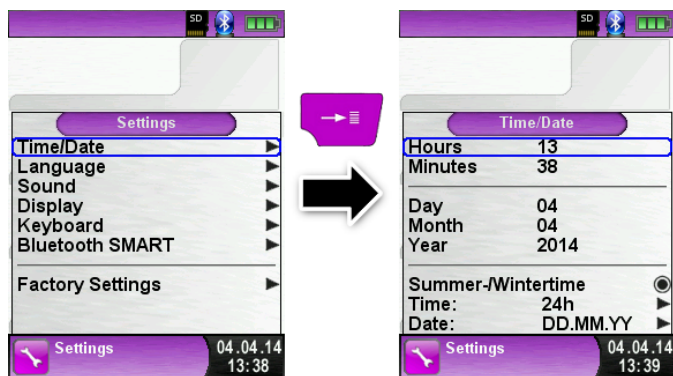 SD
Settings
Time/Date
Language
Sound
Display
Keyboard
Bluetooth SMART
Factory Settings
Settings
04.04.14
13:38
SD
Time/Date
Hours 13
Minutes 38
Day 04
Month 04
Year 2014
Summer-/Wintertime
Time: 24h
Date: DD.MM.YY
Settings
04.04.14
13:39